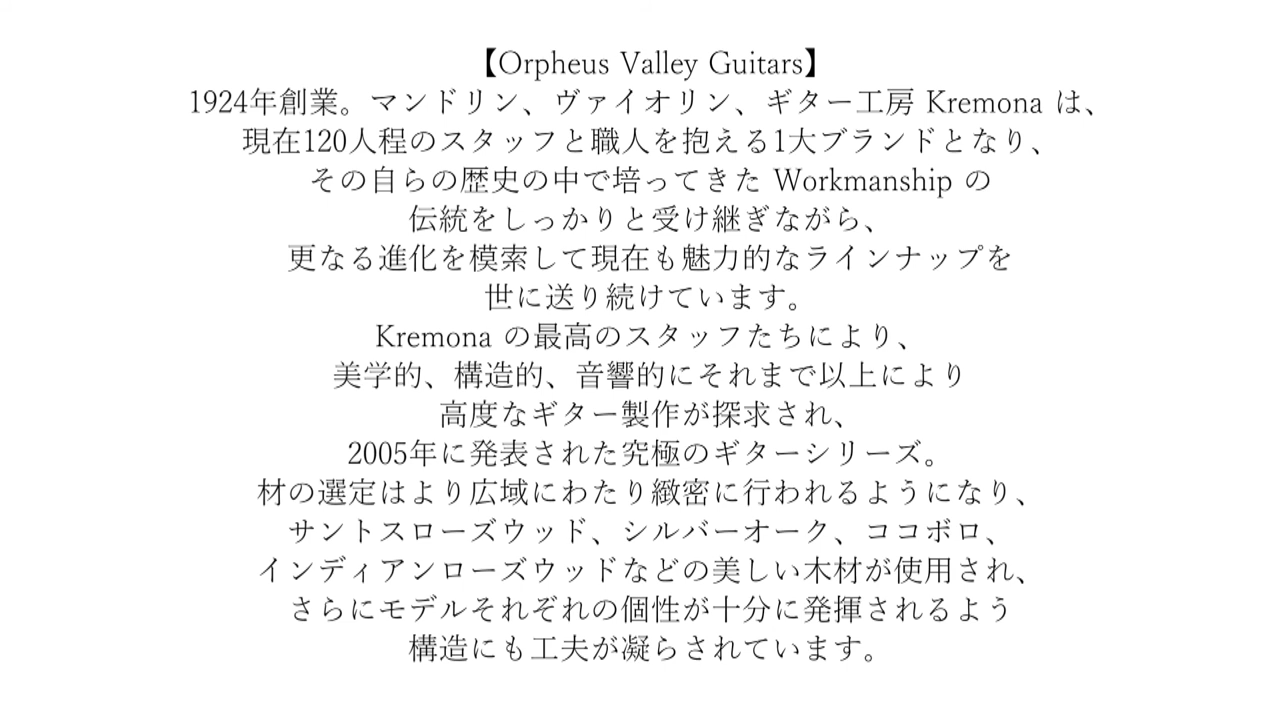 【Orpheus Valley Guitars】
1924年創業。マンドリン、ヴァイオリン、ギター工房 Kremona は、
現在120人程のスタッフと職人を抱える1大ブランドとなり、
その自らの歴史の中で培ってきた Workmanship の
伝統をしっかりと受け継ぎながら、
更なる進化を模索して現在も魅力的なラインナップを
世に送り続けています。
Kremona の最高のスタッフたちにより、
美学的、構造的、音響的にそれまで以上により
高度なギター製作が探求され、
2005年に発表された究極のギターシリーズ。
材の選定はより広域にわたり緻密に行われるようになり、
サントスローズウッド、シルバーオーク、ココボロ、
インディアンローズウッドなどの美しい木材が使用され、
さらにモデルそれぞれの個性が十分に発揮されるよう
構造にも工夫が凝らされています。